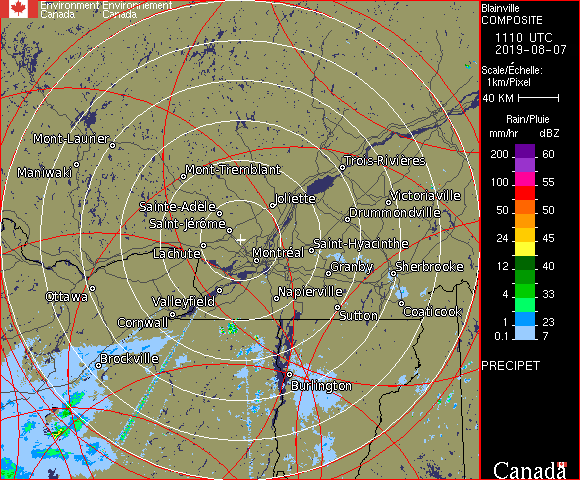 Environment Environnement
Canada Canada
Blainville
COMPOSITE
1110 UTC
2019-08-07
Scale/Échelle:
1km/Pixel
40 KM
Rain/Pluie
mm/hr dBZ
200 60
100 55
50 50
24 45
12 40
4 33
1 23
0.1 7
PRECIPET
Canada
Mont-Laurier
Maniwaki
Mont-Tremblant
Trois-Rivières
Joliette
Victoriaville
Sainte-Adèle
Drummondville
Saint-Jérôme
Saint-Hyacinthe
Lachute
Montréal
Granby
Sherbrooke
Ottawa
Valleyfield
Napierville
Coaticook
Cornwall
Sutton
Brockville
Burlington